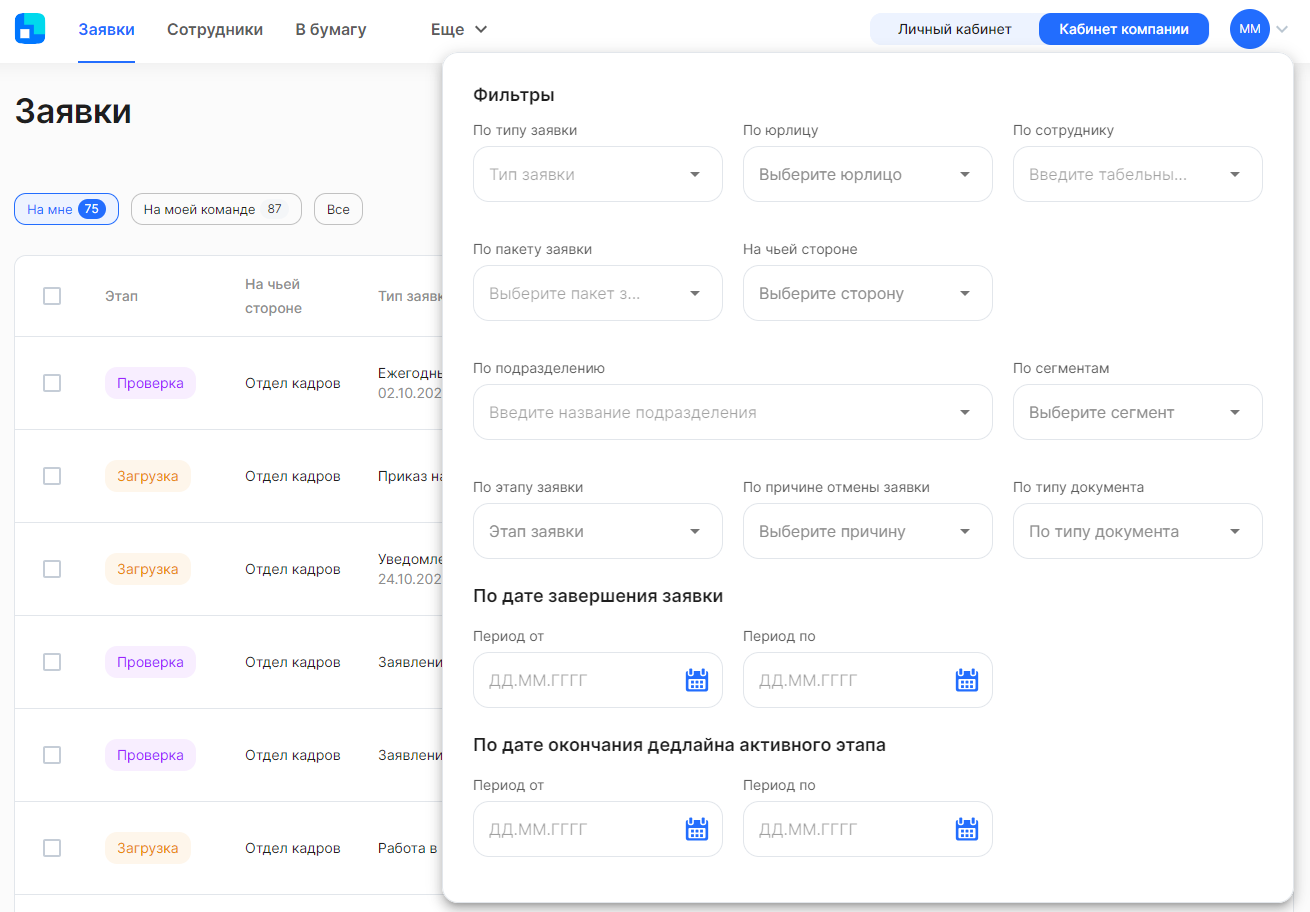 Заявки Сотрудники В бумагу Еще Личный кабинет Кабинет компании ММ
Заявки
На мне 75 На моей команде 87 Все
Этап На чьей стороне Тип заявк
Проверка Отдел кадров Ежегодны
02.10.202
Загрузка Отдел кадров Приказ на
Загрузка Отдел кадров Уведомле
24.10.202
Проверка Отдел кадров Заявлени
Проверка Отдел кадров Заявлени
Загрузка Отдел кадров Работа в
Фильтры
По типу заявки По юрлицу По сотруднику
Тип заявки Выберите юрлицо Введите табельны...
По пакету заявки На чьей стороне
Выберите пакет з... Выберите сторону
По подразделению По сегментам
Введите название подразделения Выберите сегмент
По этапу заявки По причине отмены заявки По типу документа
Этап заявки Выберите причину По типу документа
По дате завершения заявки
Период от Период по
ДД.ММ.ГГГГ ДД.ММ.ГГГГ
По дате окончания дедлайна активного этапа
Период от Период по
ДД.ММ.ГГГГ ДД.ММ.ГГГГ